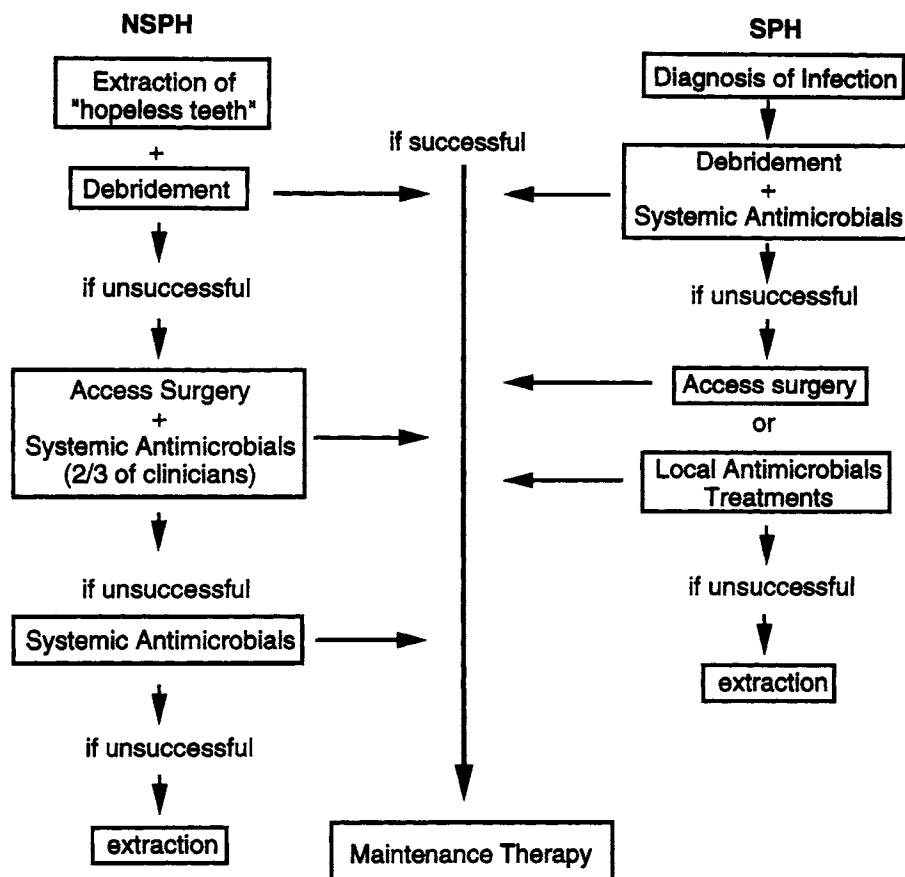 NSPH
Extraction of
"hopeless teeth"
+
Debridement
if unsuccessful
Access Surgery
+
Systemic Antimicrobials
(2/3 of clinicians)
if unsuccessful
Systemic Antimicrobials
if unsuccessful
extraction
if successful
Maintenance Therapy
SPH
Diagnosis of Infection
Debridement
+
Systemic Antimicrobials
if unsuccessful
Access surgery
or
Local Antimicrobials
Treatments
if unsuccessful
extraction